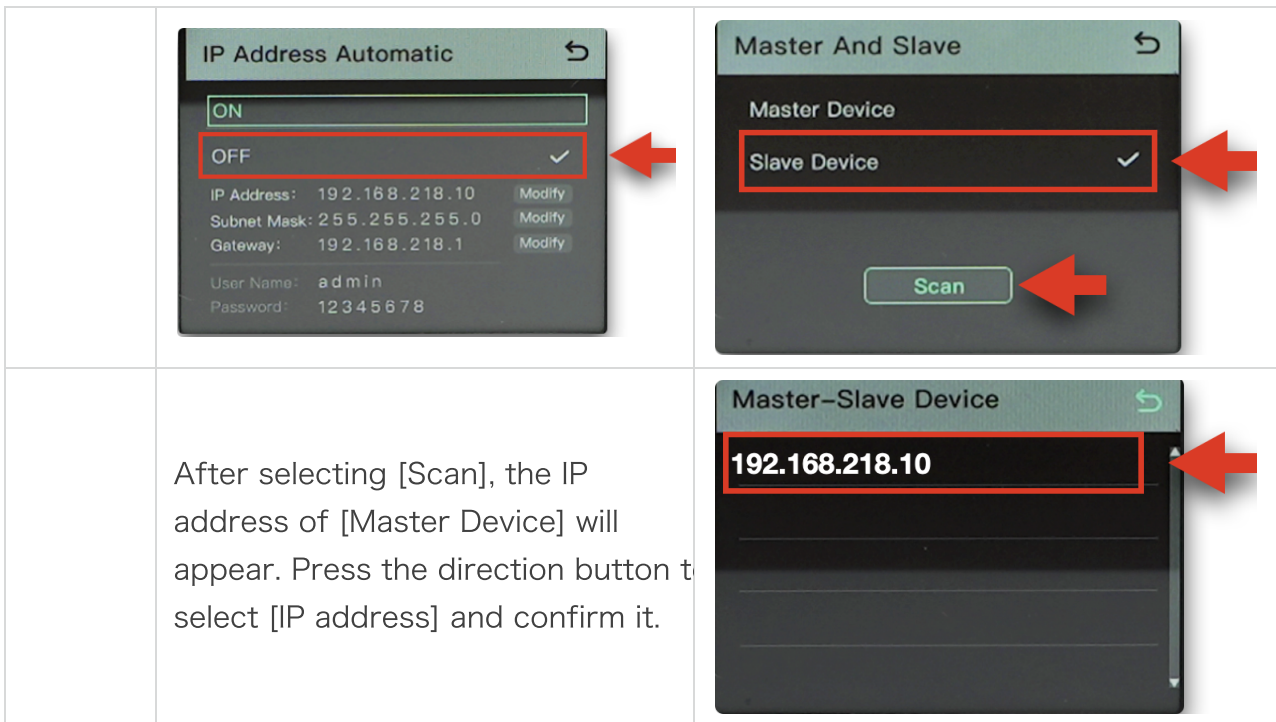 IP Address Automatic
ON
OFF
IP Address: 192.168.218.10 Modify
Subnet Mask: 255.255.255.0 Modify
Gateway: 192.168.218.1 Modify
User Name: admin
Password: 12345678
Master And Slave
Master Device
Slave Device
Scan
After selecting [Scan], the IP
address of [Master Device] will
appear. Press the direction button t
select [IP address] and confirm it.
Master-Slave Device
192.168.218.10